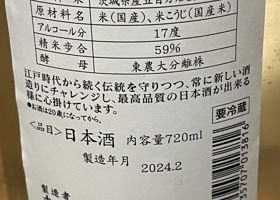 茨城県産五百万石
原材料名 米(国産)、米こうじ(国産米)
アルコール分 17度
精米歩合 59%
酵母 東農大分離株
江戸時代から続く伝統を守りつつ、常に新しい酒
造りにチャレンジし、最高品質の日本酒が出来る
様に心掛けています。
●お酒は20歳になってから。
要冷蔵
<品目>日本酒 内容量720ml
製造年月 2024.2
製造者